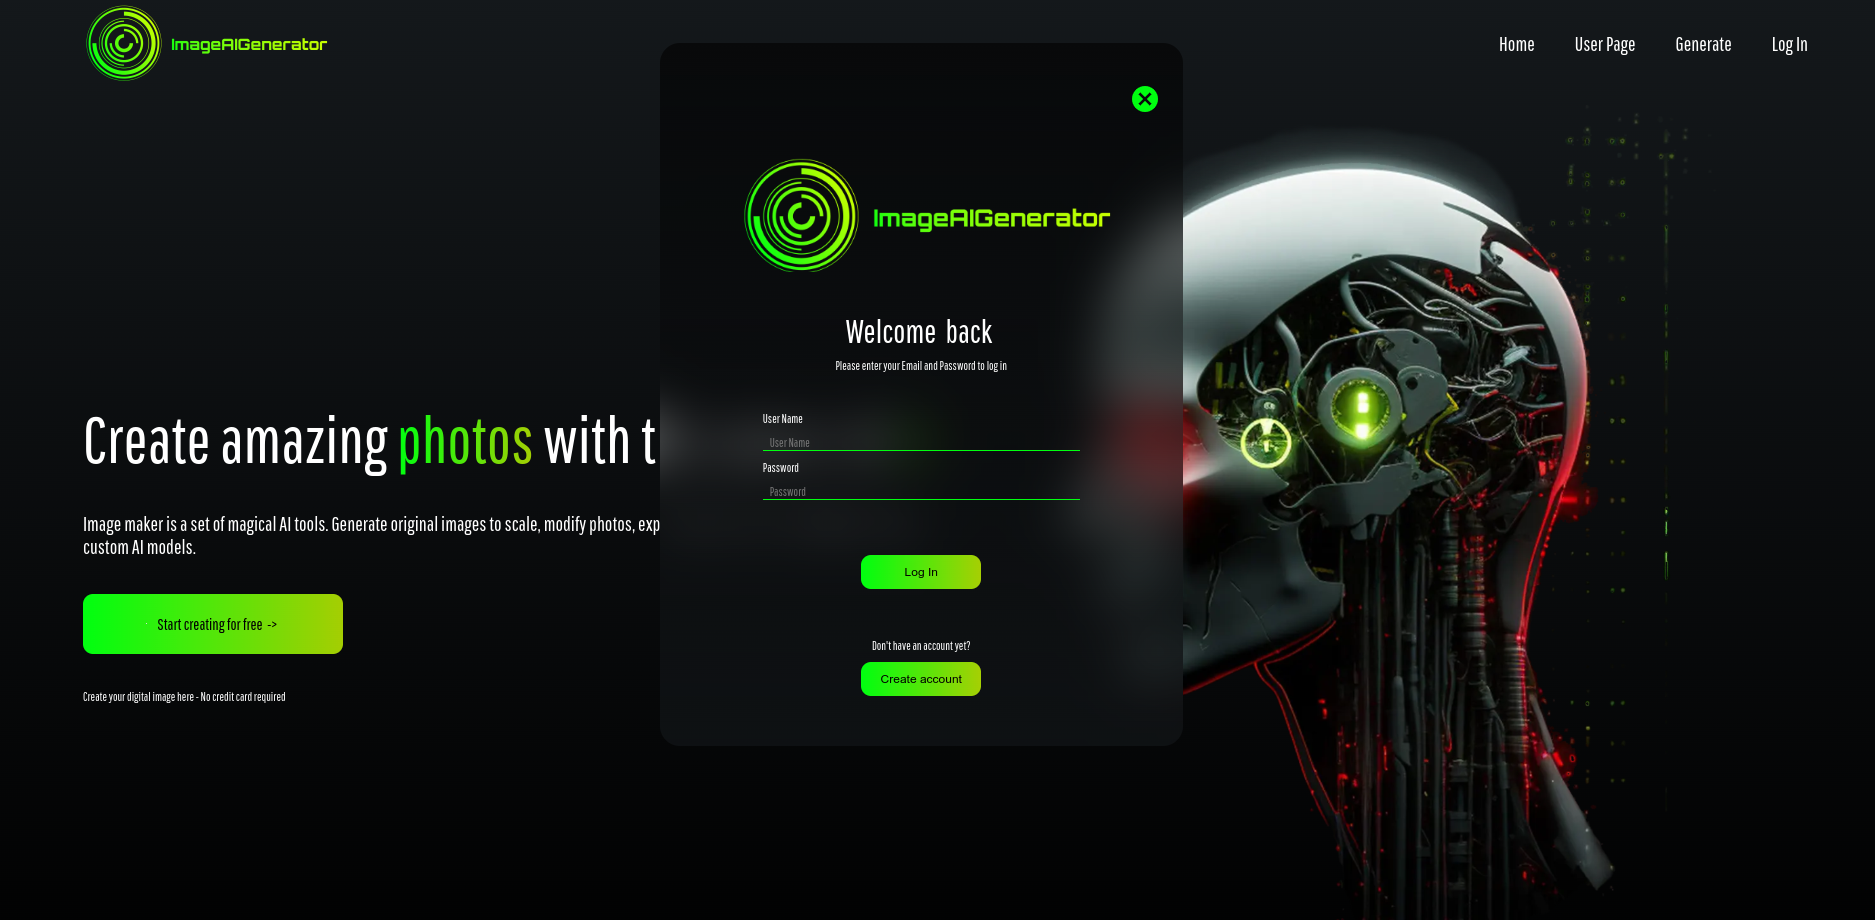 ImageAIGenerator
Home
User Page
Generate
Log In
ImageAIGenerator
Welcome back
Please enter your Email and Password to log in
User Name
User Name
Password
Password
Log In
Don't have an account yet?
Create account
Create amazing photos with t
Image maker is a set of magical AI tools. Generate original images to scale, modify photos, exp
custom AI models.
Start creating for free ->
Create your digital image here - No credit card required